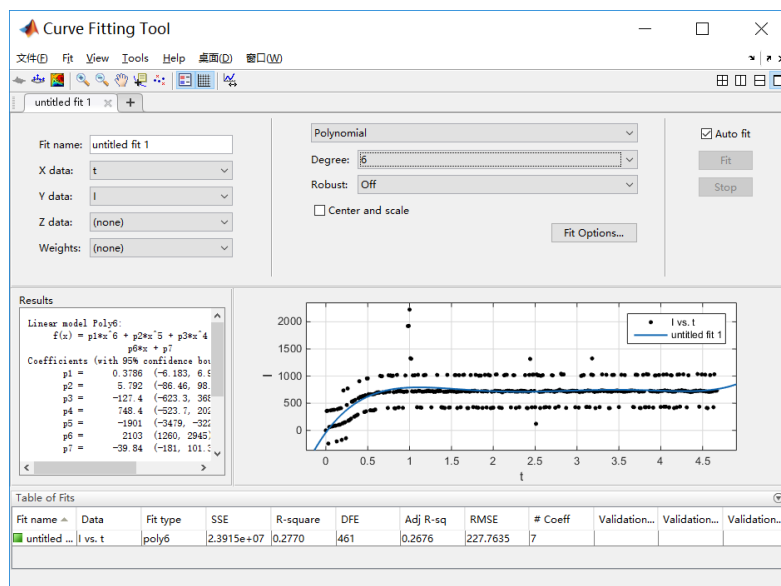 Curve Fitting Tool
文件(F) Fit View Tools Help 桌面(D) 窗口(W)
untitled fit 1
Fit name: untitled fit 1
X data: t
Y data: I
Z data: (none)
Weights: (none)
Polynomial
Degree: 6
Robust: Off
Center and scale
Fit Options...
Auto fit
Fit
Stop
Results
Linear model Poly6:
f(x) = p1*x^6 + p2*x^5 + p3*x^4
p6*x + p7
Coefficients (with 95% confidence bou
p1 = 0.3786 (-6.183, 6.9
p2 = 5.792 (-86.46, 98.
p3 = -127.4 (-623.3, 368
p4 = 748.4 (-523.7, 202
p5 = -1901 (-3479, -322
p6 = 2103 (1260, 2945)
p7 = -39.84 (-181, 101.3
2000
1500
1000
500
0
I
I vs. t
untitled fit 1
0 0.5 1 1.5 2 2.5 3 3.5 4 4.5
t
Table of Fits
Fit name Data Fit type SSE R-square DFE Adj R-sq RMSE # Coeff Validation... Validation... Validation...
untitled ... I vs. t poly6 2.3915e+07 0.2770 461 0.2676 227.7635 7